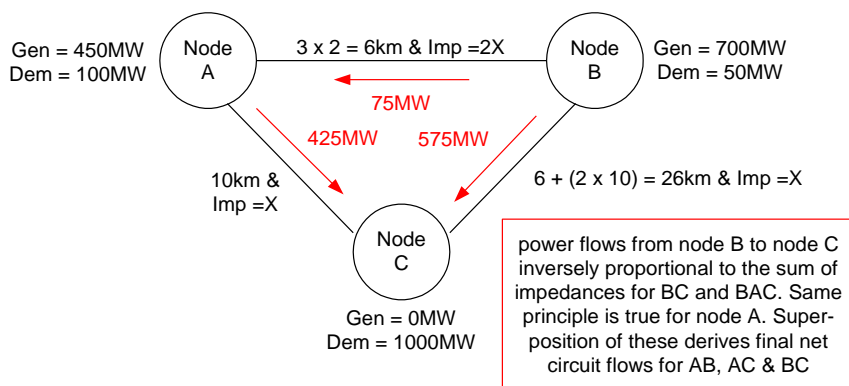 Gen = 450MW
Dem = 100MW
Node
A
3 x 2 = 6km & Imp =2X
Node
B
Gen = 700MW
Dem = 50MW
75MW
425MW
575MW
10km &
Imp =X
6 + (2 x 10) = 26km & Imp =X
Node
C
Gen = 0MW
Dem = 1000MW
power flows from node B to node C
inversely proportional to the sum of
impedances for BC and BAC. Same
principle is true for node A. Super-
position of these derives final net
circuit flows for AB, AC & BC